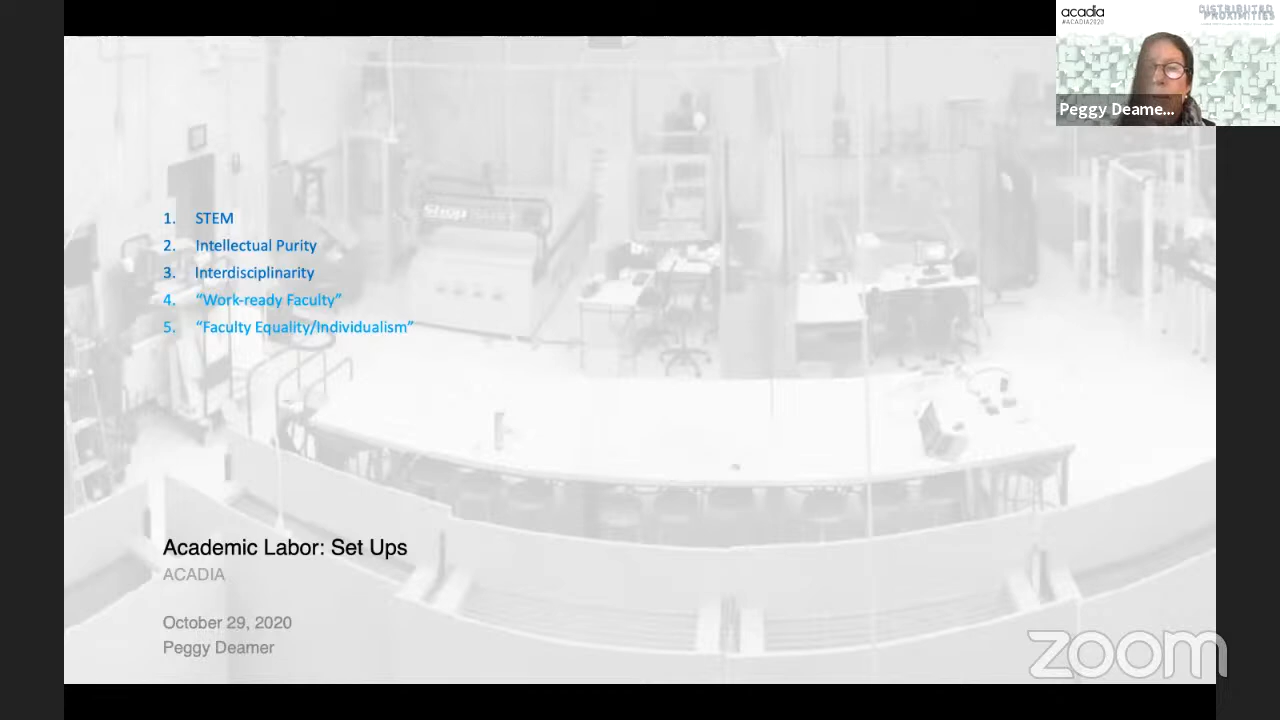 acadia
#ACADIA2020
DISTRIBUTED
PROXIMITIES
Peggy Deame...
1. STEM
2. Intellectual Purity
3. Interdisciplinarity
4. “Work-ready Faculty”
5. “Faculty Equality/Individualism”
Academic Labor: Set Ups
ACADIA
October 29, 2020
Peggy Deamer
zoom